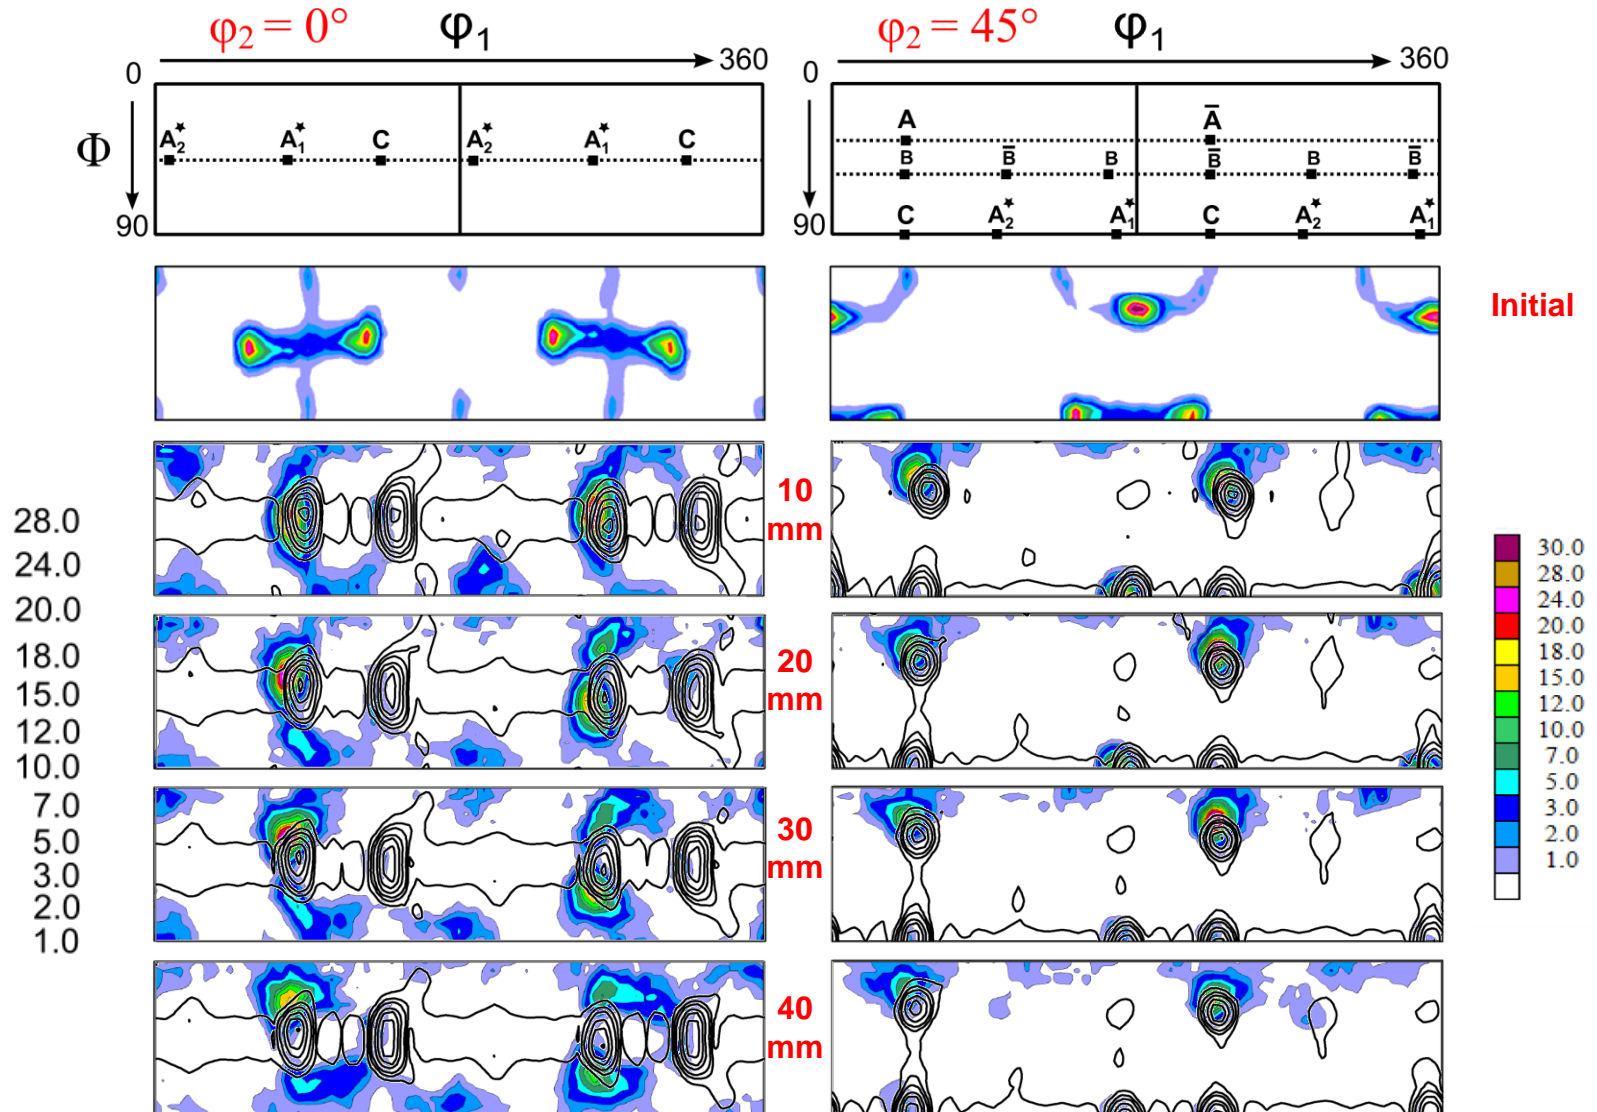 φ2 = 0° φ1
0 360
A2★ A1★ C A2★ A1★ C
Φ
90
φ2 = 45° φ1
0 360
A A̅
B B̅ B B̅ B B̅
C A2★ A1★ C A2★ A1★
90
Initial
10
mm
20
mm
30
mm
40
mm
28.0
24.0
20.0
18.0
15.0
12.0
10.0
7.0
5.0
3.0
2.0
1.0
30.0
28.0
24.0
20.0
18.0
15.0
12.0
10.0
7.0
5.0
3.0
2.0
1.0